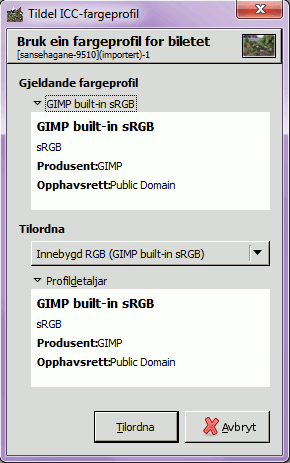 Tildel ICC-fargeprofil
Bruk ein fargeprofil for biletet
[sansehagane-9510](importert)-1
Gjeldande fargeprofil
GIMP built-in sRGB
GIMP built-in sRGB
sRGB
Produsent:GIMP
Opphavsrett:Public Domain
Tilordna
Innebygd RGB (GIMP built-in sRGB)
Profildetaljar
GIMP built-in sRGB
sRGB
Produsent:GIMP
Opphavsrett:Public Domain
Tilordna
Avbryt